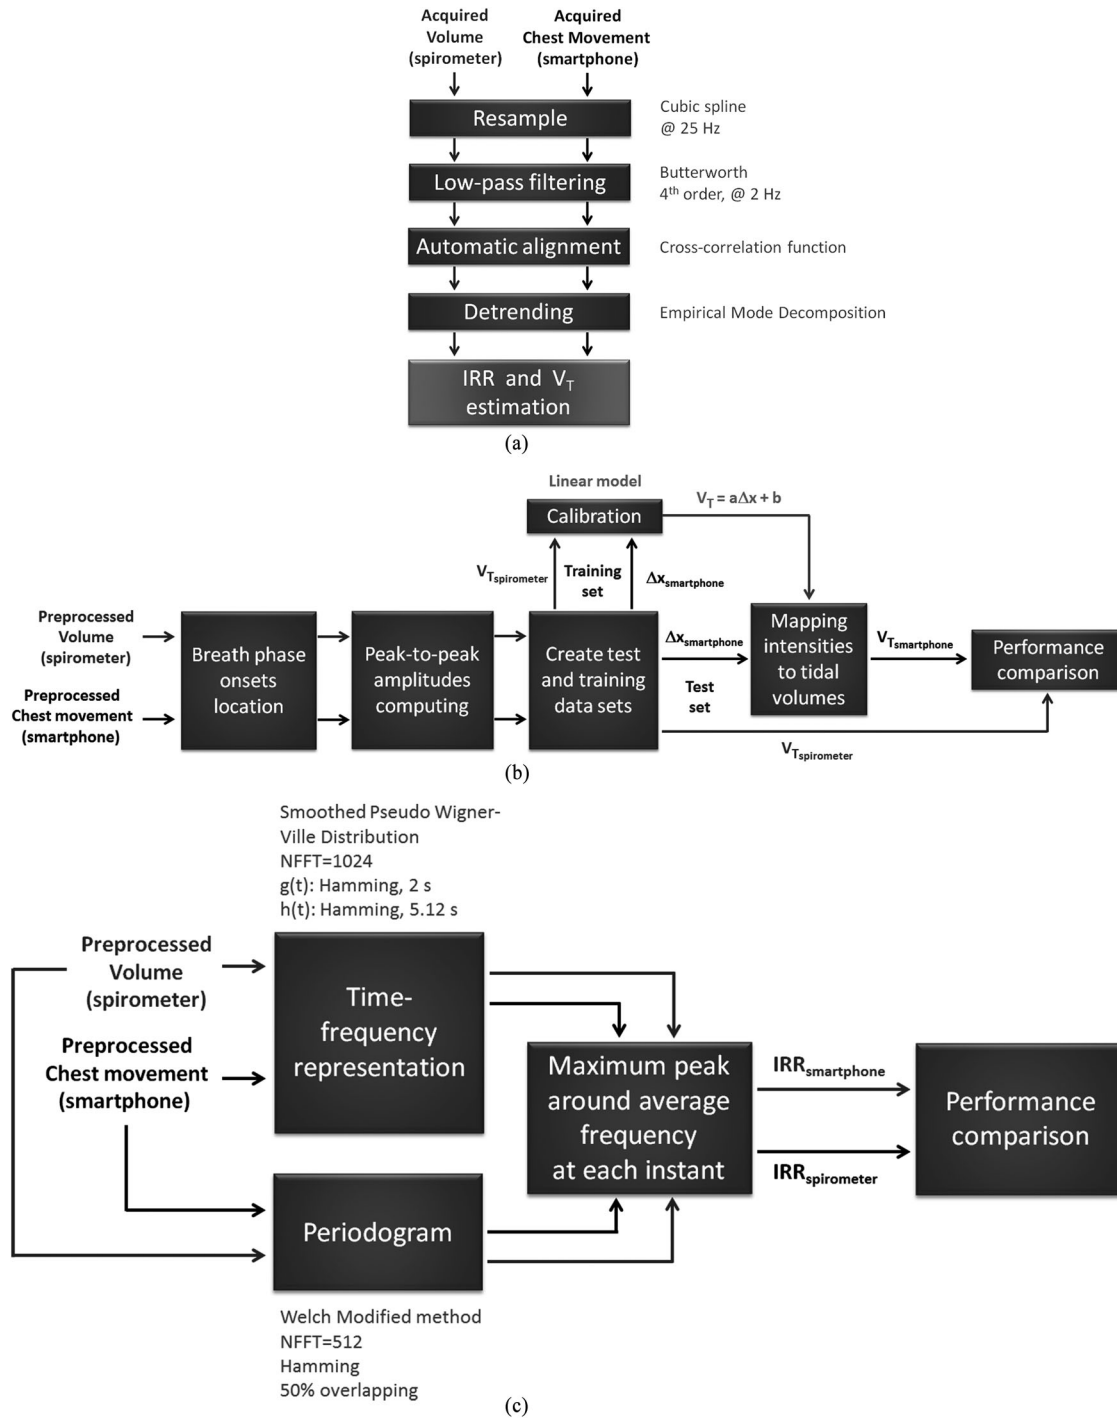 Acquired
Volume
(spirometer)
Acquired
Chest Movement
(smartphone)
Resample
Cubic spline
@ 25 Hz
Low-pass filtering
Butterworth
4th order, @ 2 Hz
Automatic alignment
Cross-correlation function
Detrending
Empirical Mode Decomposition
IRR and VT
estimation
(a)
Linear model
Calibration
VT = aΔx + b
VTspirometer
Training
set
Δxsmartphone
Preprocessed
Volume
(spirometer)
Preprocessed
Chest movement
(smartphone)
Breath phase
onsets
location
Peak-to-peak
amplitudes
computing
Create test
and training
data sets
Δxsmartphone
Test
set
Mapping
intensities
to tidal
volumes
VTsmartphone
Performance
comparison
VTspirometer
(b)
Smoothed Pseudo Wigner-
Ville Distribution
NFFT=1024
g(t): Hamming, 2 s
h(t): Hamming, 5.12 s
Preprocessed
Volume
(spirometer)
Preprocessed
Chest movement
(smartphone)
Time-
frequency
representation
Maximum peak
around average
frequency
at each instant
IRRsmartphone
IRRspirometer
Performance
comparison
Periodogram
Welch Modified method
NFFT=512
Hamming
50% overlapping
(c)